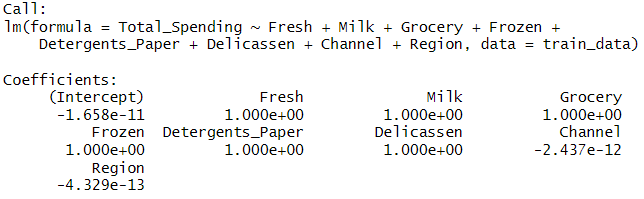 Call:
lm(formula = Total_Spending ~ Fresh + Milk + Grocery + Frozen +
    Detergents_Paper + Delicassen + Channel + Region, data = train_data)

Coefficients:
     (Intercept)             Fresh              Milk           Grocery
      -1.658e-11         1.000e+00         1.000e+00         1.000e+00
          Frozen  Detergents_Paper        Delicassen           Channel
       1.000e+00         1.000e+00         1.000e+00        -2.437e-12
          Region
      -4.329e-13